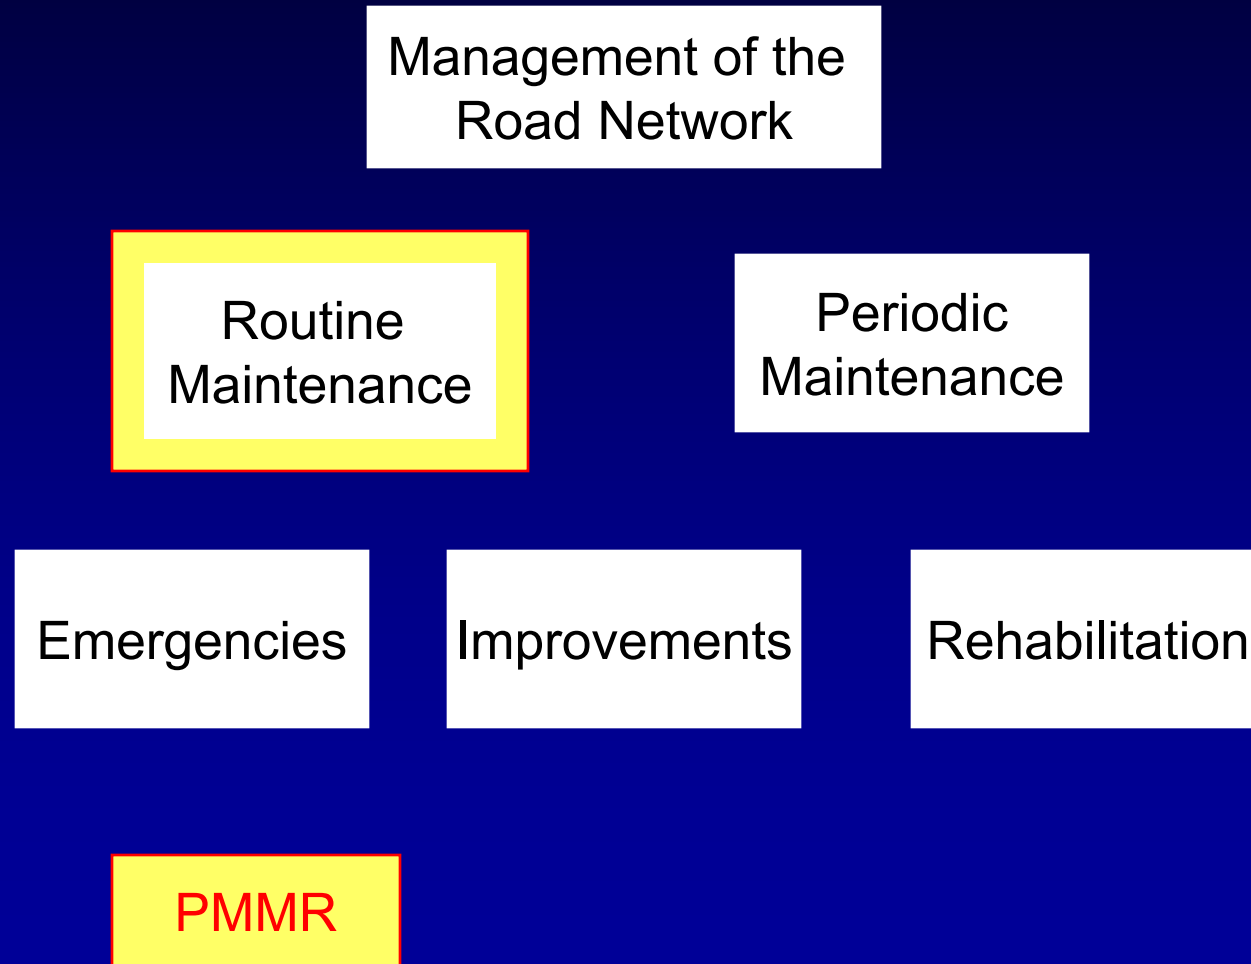 Management of the
Road Network
Routine
Maintenance
Periodic
Maintenance
Emergencies
Improvements
Rehabilitation
PMMR